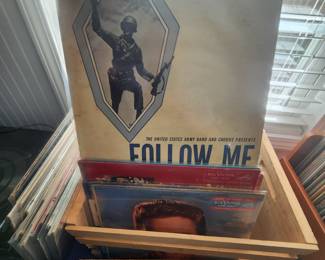 THE UNITED STATES ARMY BAND AND CHORUS PRESENTS
FOLLOW ME